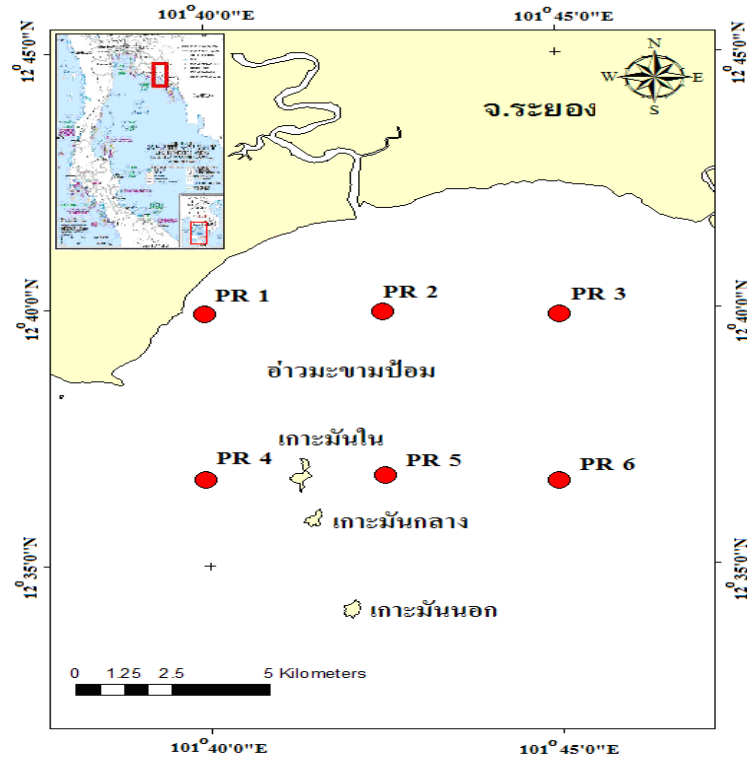 101°40'0"E 101°45'0"E
12°45'0"N 12°45'0"N
N
W E
S
จ.ระยอง
PR 1 PR 2 PR 3
12°40'0"N 12°40'0"N
อ่าวมะขามป้อม
เกาะมันใน
PR 4 PR 5 PR 6
เกาะมันกลาง
12°35'0"N 12°35'0"N
เกาะมันนอก
0 1.25 2.5 5 Kilometers
101°40'0"E 101°45'0"E